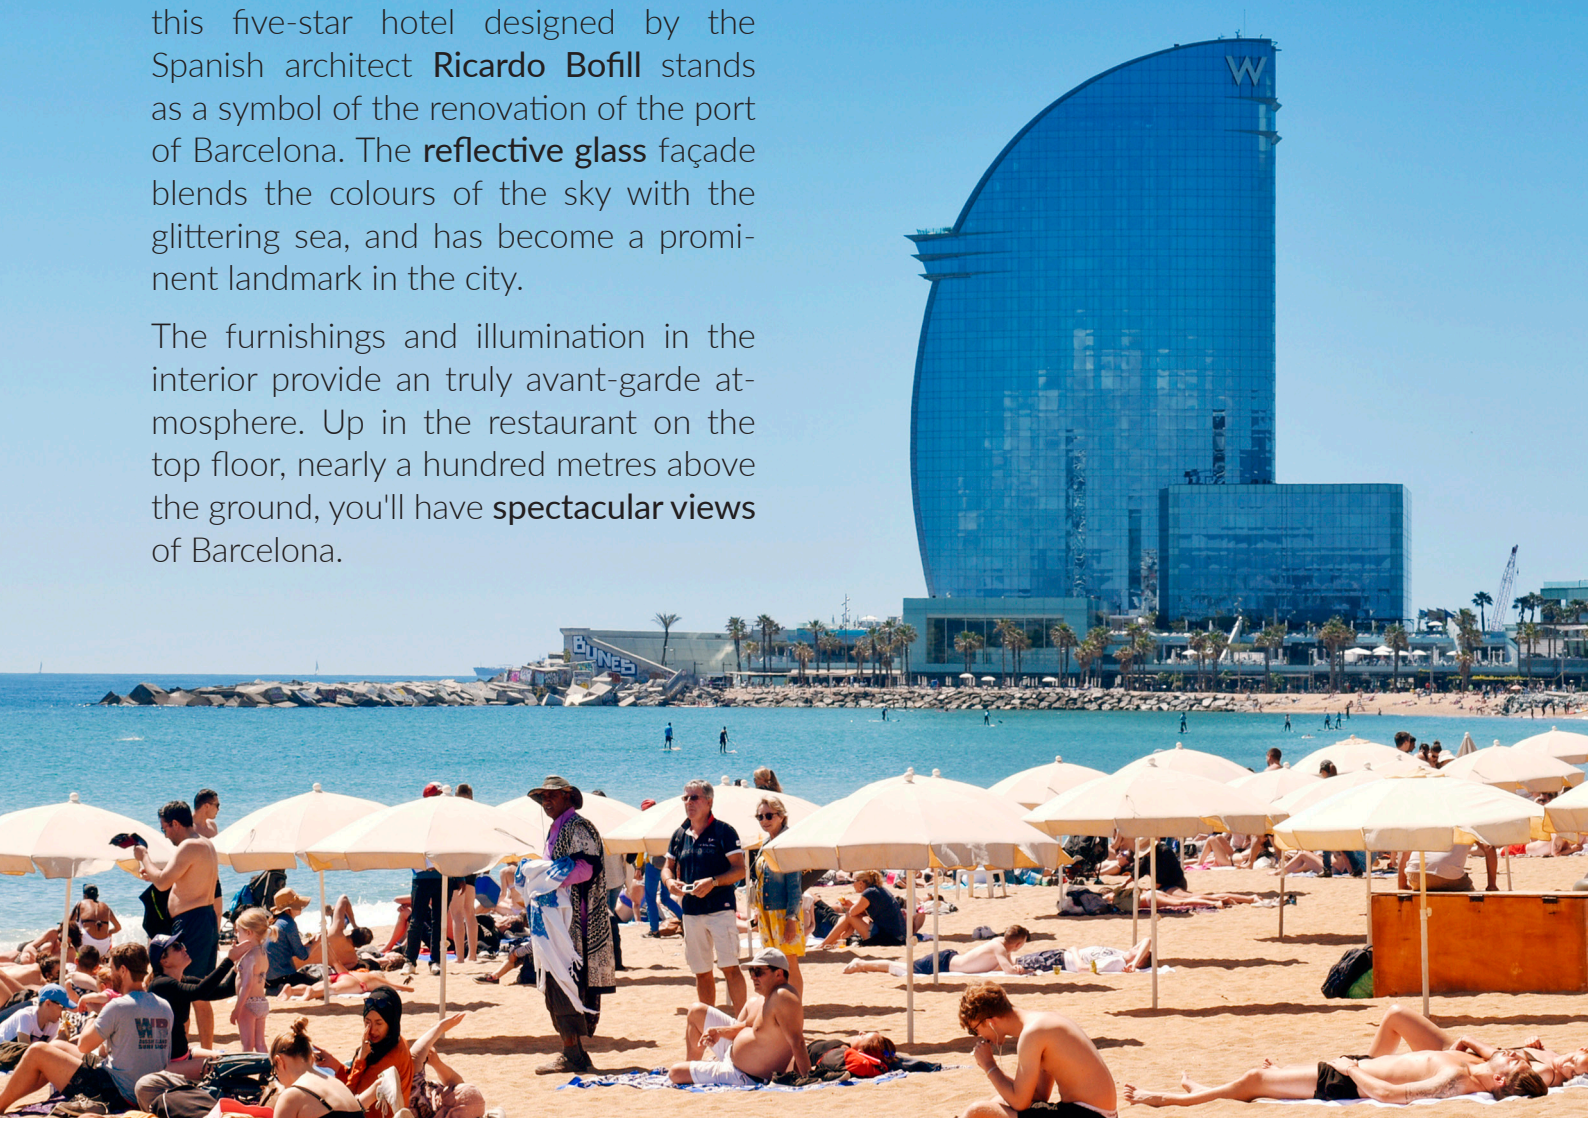 this five-star hotel designed by the
Spanish architect Ricardo Bofill stands
as a symbol of the renovation of the port
of Barcelona. The reflective glass façade
blends the colours of the sky with the
glittering sea, and has become a promi-
nent landmark in the city.
The furnishings and illumination in the
interior provide an truly avant-garde at-
mosphere. Up in the restaurant on the
top floor, nearly a hundred metres above
the ground, you'll have spectacular views
of Barcelona.
W
BLINES